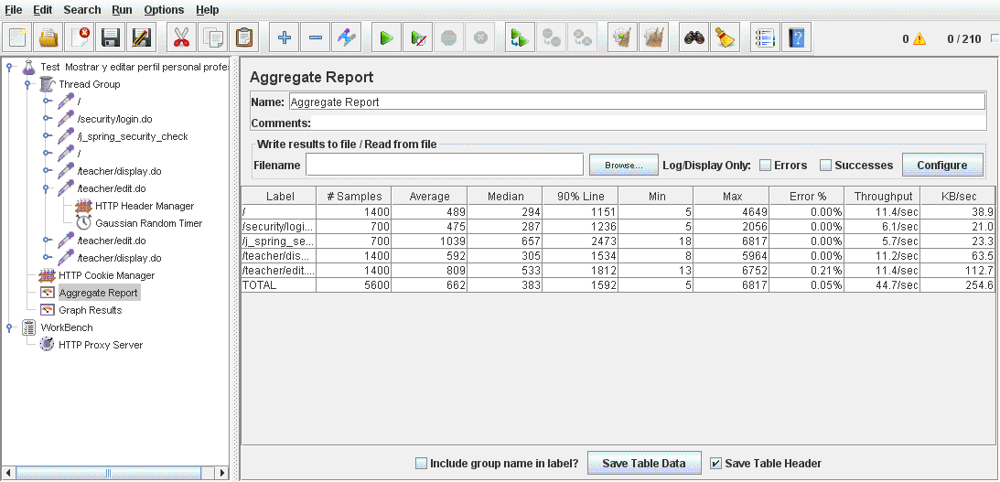 File Edit Search Run Options Help
0 0 / 210
Test Mostrar y editar perfil personal profe
Thread Group
/
/security/login.do
/j_spring_security_check
/
/teacher/display.do
/teacher/edit.do
HTTP Header Manager
Gaussian Random Timer
/teacher/edit.do
/teacher/display.do
HTTP Cookie Manager
Aggregate Report
Graph Results
WorkBench
HTTP Proxy Server
Aggregate Report
Name: Aggregate Report
Comments:
Write results to file / Read from file
Filename Browse... Log/Display Only: Errors Successes Configure
Label # Samples Average Median 90% Line Min Max Error % Throughput KB/sec
/ 1400 489 294 1151 5 4649 0.00% 11.4/sec 38.9
/security/logi... 700 475 287 1236 5 2056 0.00% 6.1/sec 21.0
/j_spring_se... 700 1039 657 2473 18 6817 0.00% 5.7/sec 23.3
/teacher/dis... 1400 592 305 1534 8 5964 0.00% 11.2/sec 63.5
/teacher/edit.... 1400 809 533 1812 13 6752 0.21% 11.4/sec 112.7
TOTAL 5600 662 383 1592 5 6817 0.05% 44.7/sec 254.6
Include group name in label? Save Table Data Save Table Header